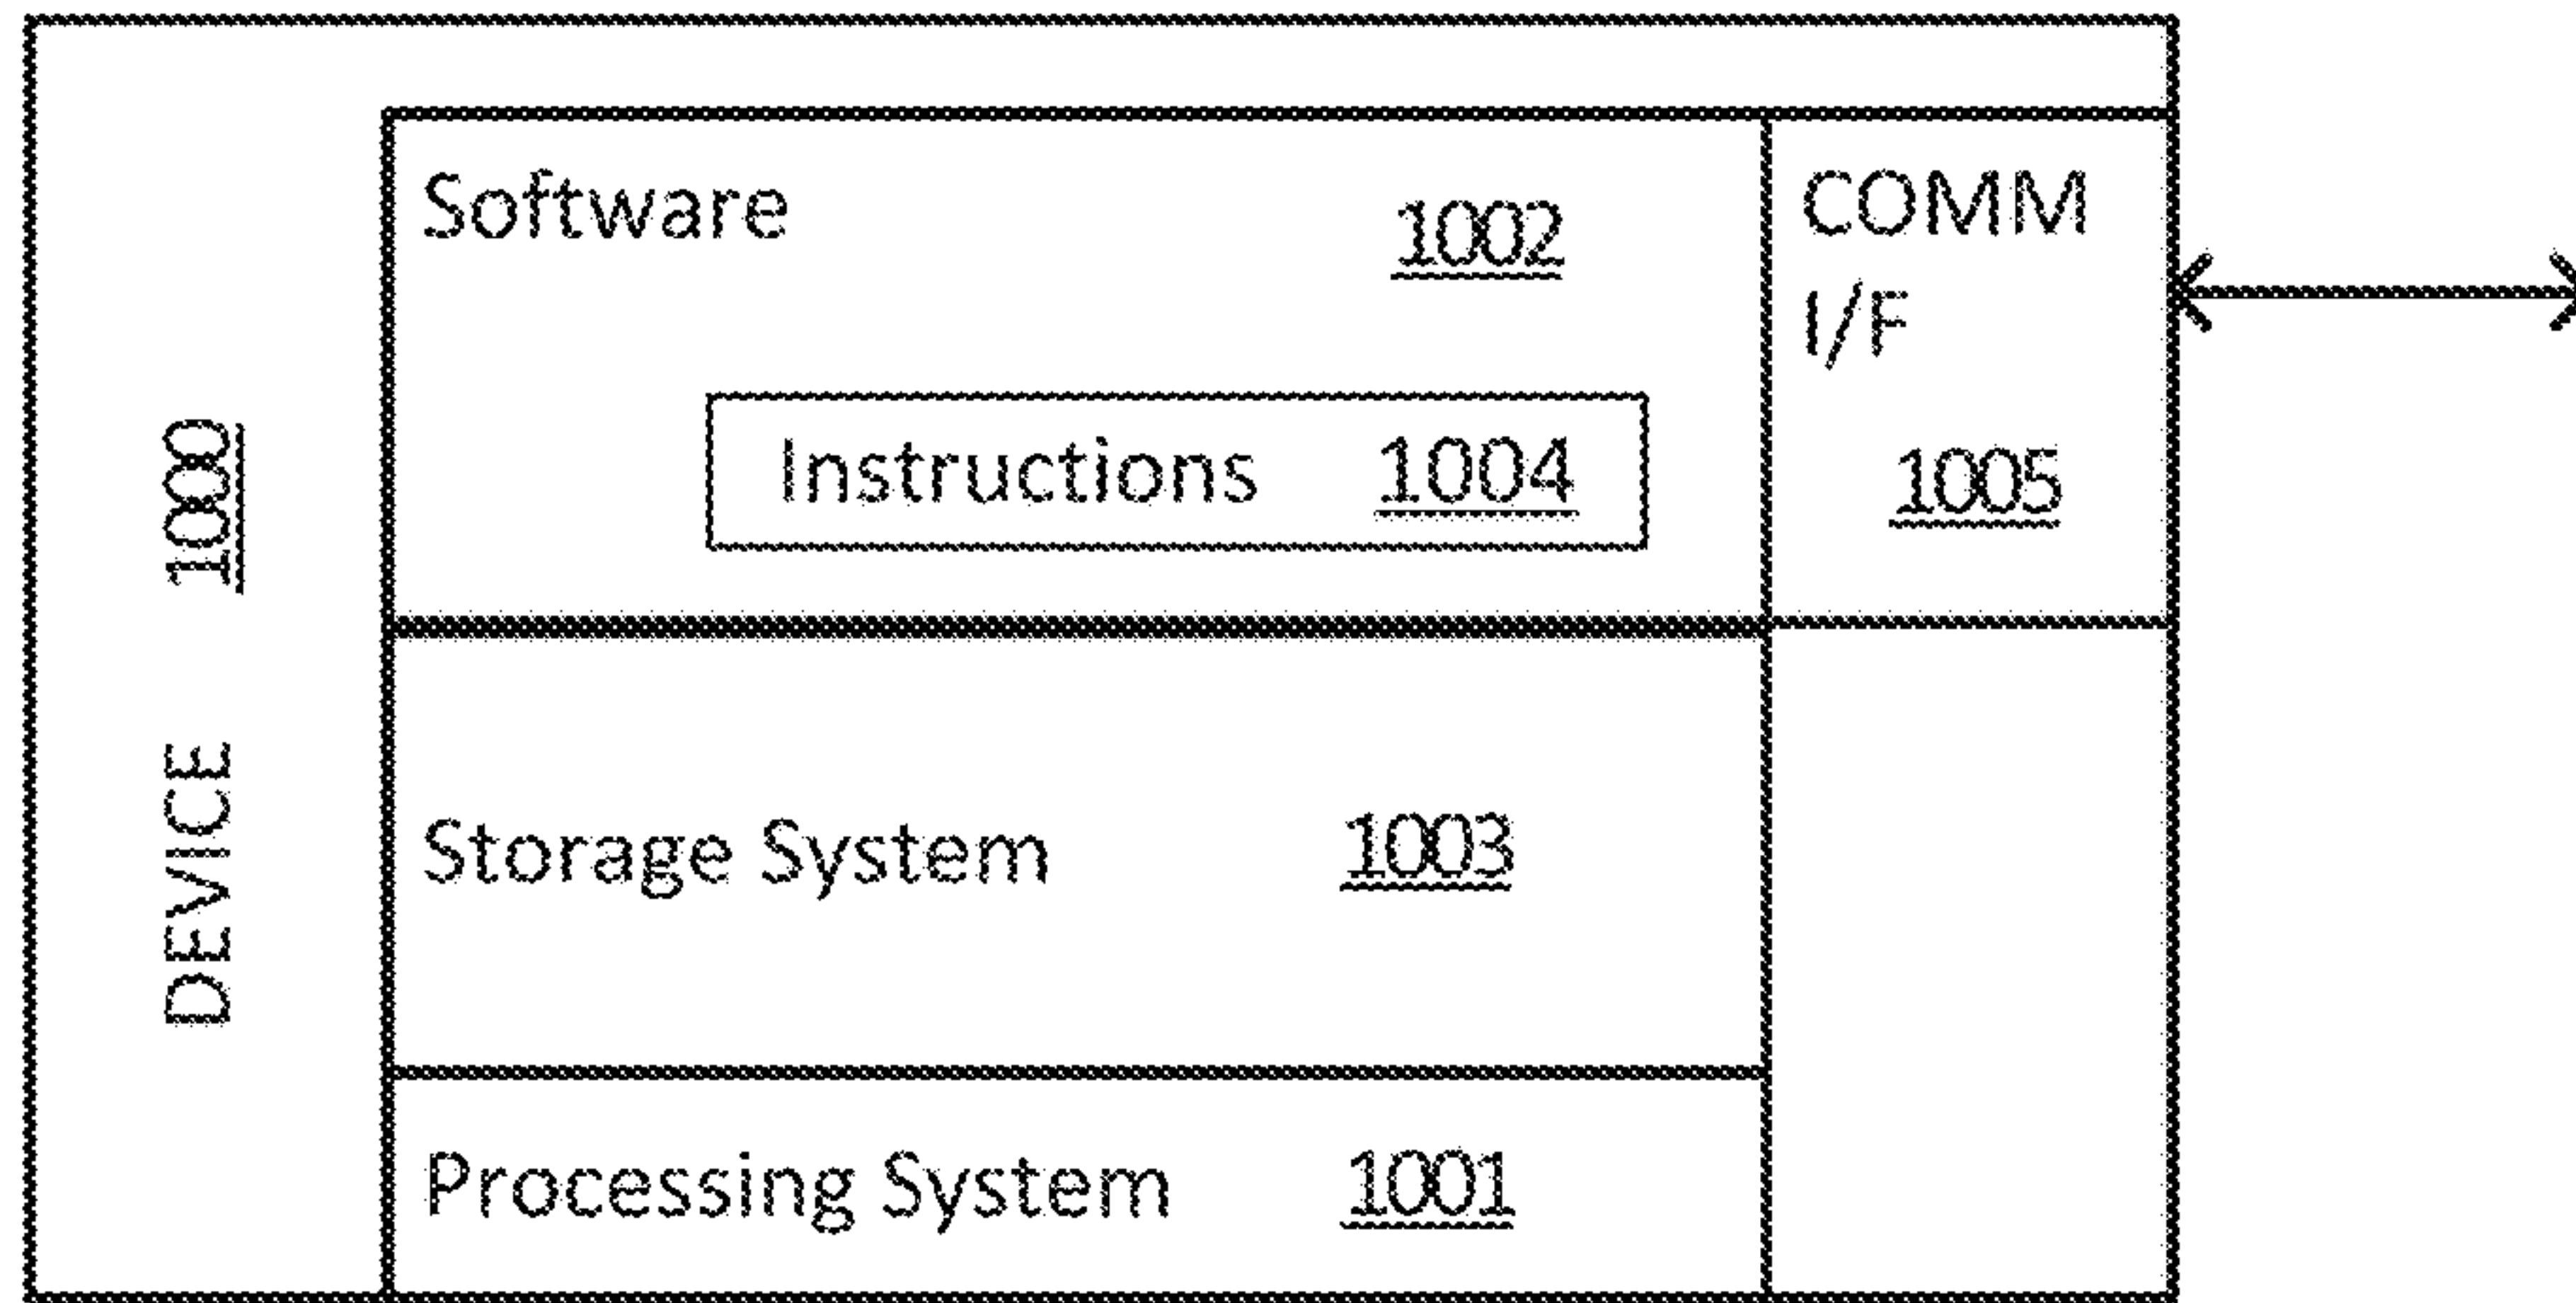 DEVICE 1000
Software 1002
Instructions 1004
COMM
I/F
1005
Storage System 1003
Processing System 1001